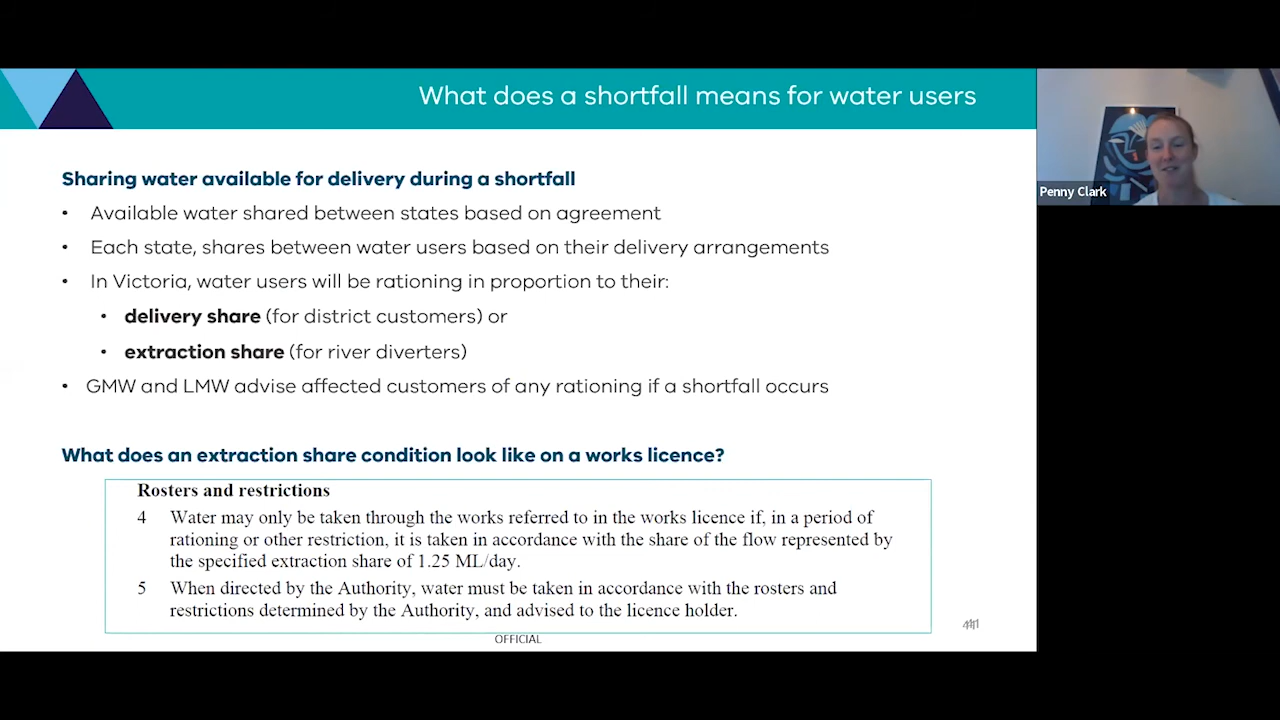 What does a shortfall means for water users
Penny Clark
Sharing water available for delivery during a shortfall
• Available water shared between states based on agreement
• Each state, shares between water users based on their delivery arrangements
• In Victoria, water users will be rationing in proportion to their:
• delivery share (for district customers) or
• extraction share (for river diverters)
• GMW and LMW advise affected customers of any rationing if a shortfall occurs
What does an extraction share condition look like on a works licence?
Rosters and restrictions
4 Water may only be taken through the works referred to in the works licence if, in a period of
rationing or other restriction, it is taken in accordance with the share of the flow represented by
the specified extraction share of 1.25 ML/day.
5 When directed by the Authority, water must be taken in accordance with the rosters and
restrictions determined by the Authority, and advised to the licence holder.
OFFICIAL